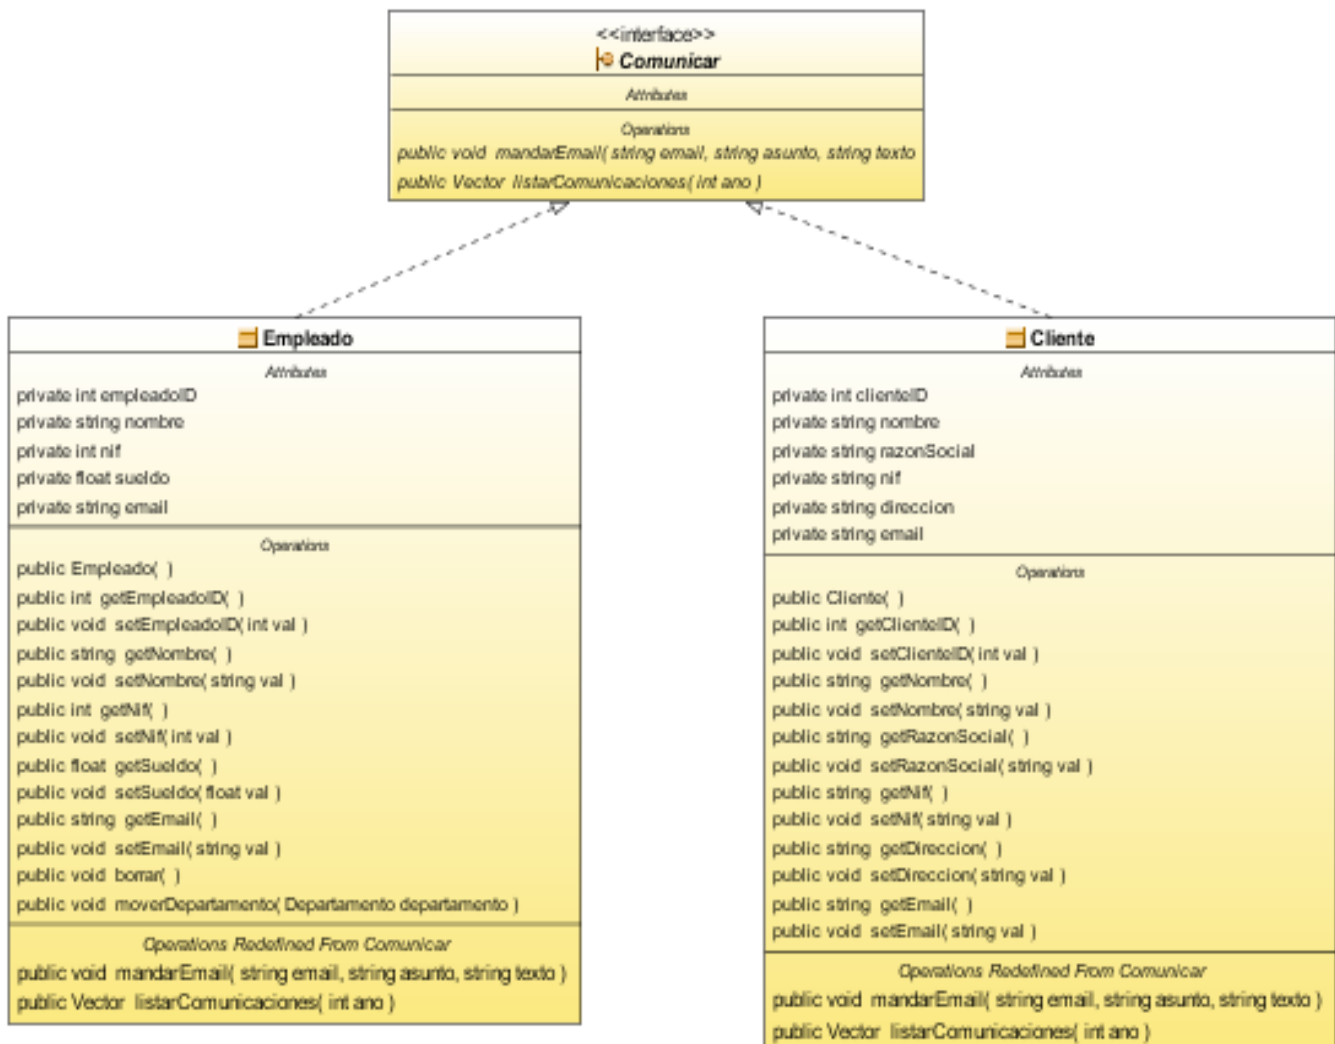 <<interface>>
Comunicar
Attributes
Operations
public void mandarEmail( string email, string asunto, string texto
public Vector listarComunicaciones( int ano )
Empleado
Attributes
private int empleadoID
private string nombre
private int nif
private float sueldo
private string email
Operations
public Empleado( )
public int getEmpleadoID( )
public void setEmpleadoID( int val )
public string getNombre( )
public void setNombre( string val )
public int getNif( )
public void setNif( int val )
public float getSueldo( )
public void setSueldo( float val )
public string getEmail( )
public void setEmail( string val )
public void borrar( )
public void moverDepartamento( Departamento departamento )
Operations Redefined From Comunicar
public void mandarEmail( string email, string asunto, string texto )
public Vector listarComunicaciones( int ano )
Cliente
Attributes
private int clienteID
private string nombre
private string razonSocial
private string nif
private string direccion
private string email
Operations
public Cliente( )
public int getClienteID( )
public void setClienteID( int val )
public string getNombre( )
public void setNombre( string val )
public string getRazonSocial( )
public void setRazonSocial( string val )
public string getNif( )
public void setNif( string val )
public string getDireccion( )
public void setDireccion( string val )
public string getEmail( )
public void setEmail( string val )
Operations Redefined From Comunicar
public void mandarEmail( string email, string asunto, string texto )
public Vector listarComunicaciones( int ano )